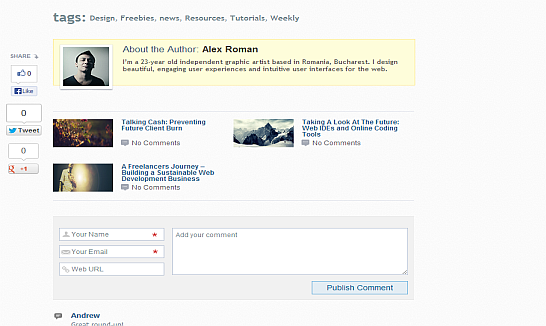 tags: Design, Freebies, news, Resources, Tutorials, Weekly
SHARE
0
Like
0
Tweet
0
+1
About the Author: Alex Roman
I'm a 23-year old independent graphic artist based in Romania, Bucharest. I design
beautiful, engaging user experiences and intuitive user interfaces for the web.
Talking Cash: Preventing
Future Client Burn
No Comments
Taking A Look At The Future:
Web IDEs and Online Coding
Tools
No Comments
A Freelancers Journey –
Building a Sustainable Web
Development Business
No Comments
Your Name *
Your Email *
Web URL
Add your comment
Publish Comment
Andrew
Great round-up!